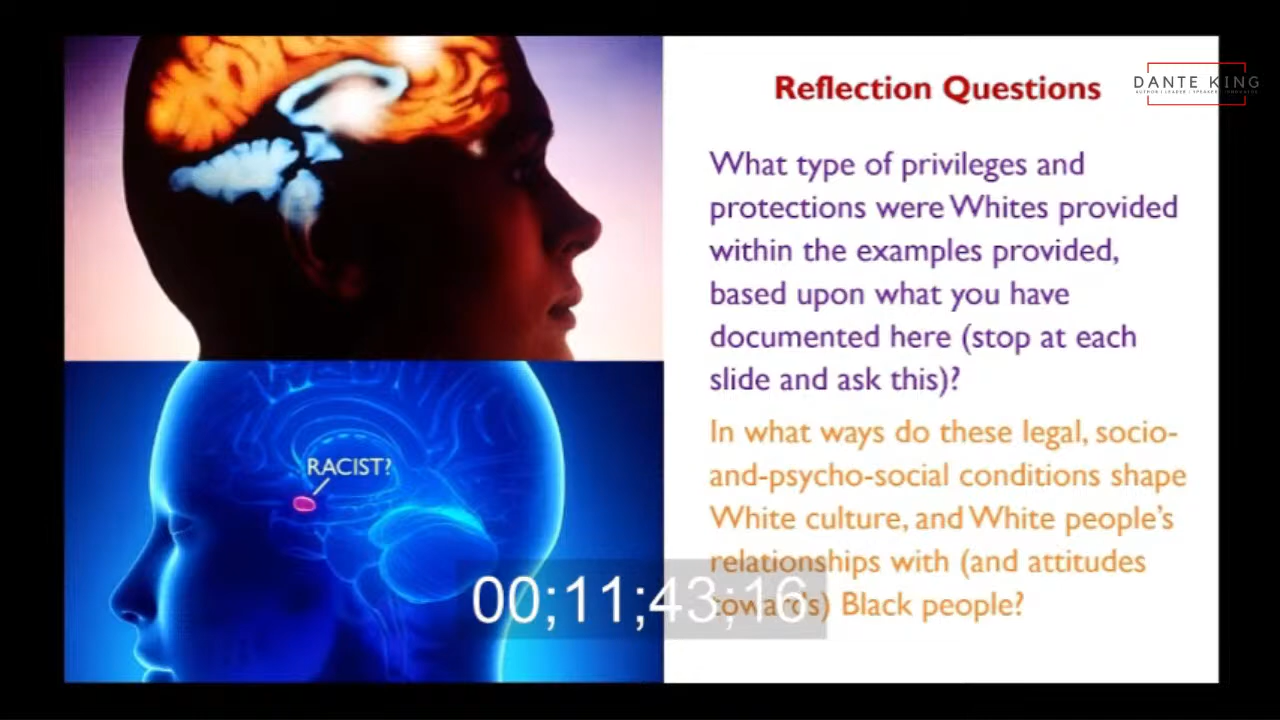 Reflection Questions
DANTE KING
What type of privileges and
protections were Whites provided
within the examples provided,
based upon what you have
documented here (stop at each
slide and ask this)?
In what ways do these legal, socio-
and-psycho-social conditions shape
White culture, and White people's
relationships with (and attitudes
towards) Black people?
RACIST?
00;11;43;16